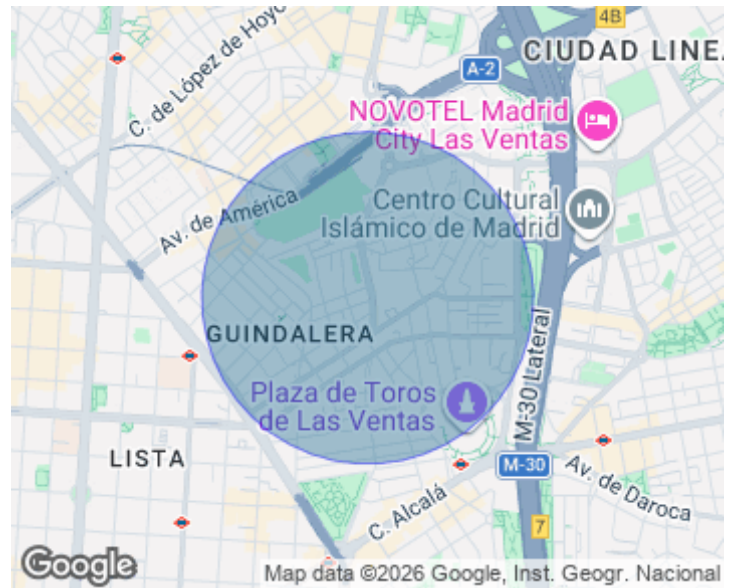 4B
CIUDAD LINE
A-2
C. de López de Hoyo
NOVOTEL Madrid
City Las Ventas
Centro Cultural
Islámico de Madrid
Av. de América
GUINDALERA
M-30 Lateral
Plaza de Toros
de Las Ventas
LISTA
M-30
Av. de Daroca
C. Alcalá
7
Google
Map data ©2026 Google, Inst. Geogr. Nacional